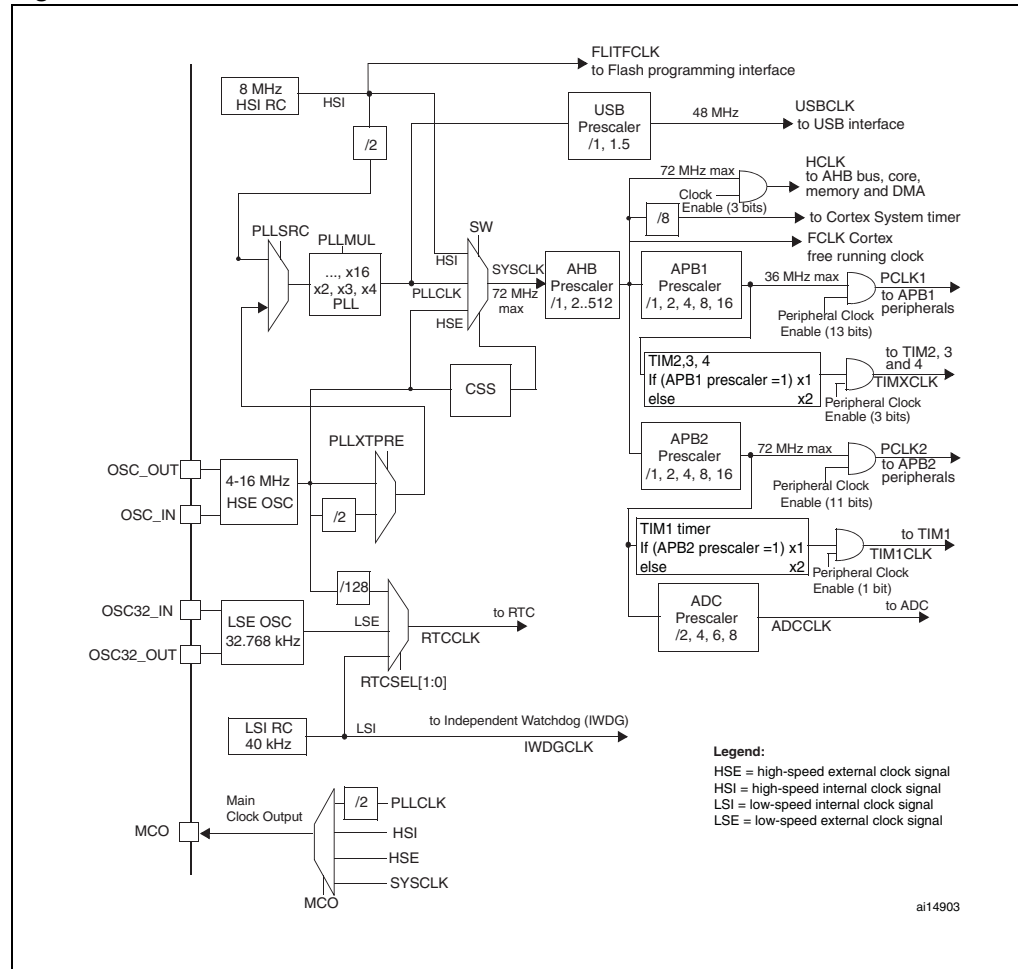 FLITFCLK
to Flash programming interface
8 MHz
HSI RC
HSI
/2
USB
Prescaler
/1, 1.5
48 MHz
USBCLK
to USB interface
72 MHz max
Clock
Enable (3 bits)
HCLK
to AHB bus, core,
memory and DMA
/8
to Cortex System timer
FCLK Cortex
free running clock
PLLSRC
PLLMUL
..., x16
x2, x3, x4
PLL
SW
HSI
PLLCLK
HSE
SYSCLK
72 MHz
max
AHB
Prescaler
/1, 2..512
APB1
Prescaler
/1, 2, 4, 8, 16
36 MHz max
PCLK1
to APB1
peripherals
Peripheral Clock
Enable (13 bits)
TIM2,3, 4
If (APB1 prescaler =1) x1
else x2
to TIM2, 3
and 4
TIMXCLK
Peripheral Clock
Enable (3 bits)
CSS
PLLXTPRE
OSC_OUT
OSC_IN
4-16 MHz
HSE OSC
/2
APB2
Prescaler
/1, 2, 4, 8, 16
72 MHz max
PCLK2
to APB2
peripherals
Peripheral Clock
Enable (11 bits)
TIM1 timer
If (APB2 prescaler =1) x1
else x2
to TIM1
TIM1CLK
Peripheral Clock
Enable (1 bit)
/128
OSC32_IN
OSC32_OUT
LSE OSC
32.768 kHz
LSE
to RTC
RTCCLK
RTCSEL[1:0]
ADC
Prescaler
/2, 4, 6, 8
to ADC
ADCCLK
LSI RC
40 kHz
LSI
to Independent Watchdog (IWDG)
IWDGCLK
Legend:
HSE = high-speed external clock signal
HSI = high-speed internal clock signal
LSI = low-speed internal clock signal
LSE = low-speed external clock signal
Main
Clock Output
MCO
/2
PLLCLK
HSI
HSE
SYSCLK
MCO
ai14903